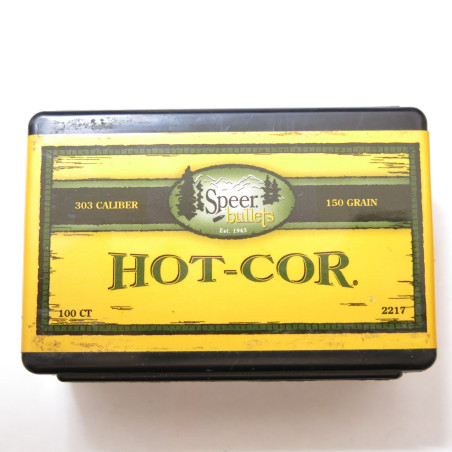 303 CALIBER
Speer
bullets
Est. 1943
150 GRAIN
HOT-COR®
100 CT
2217